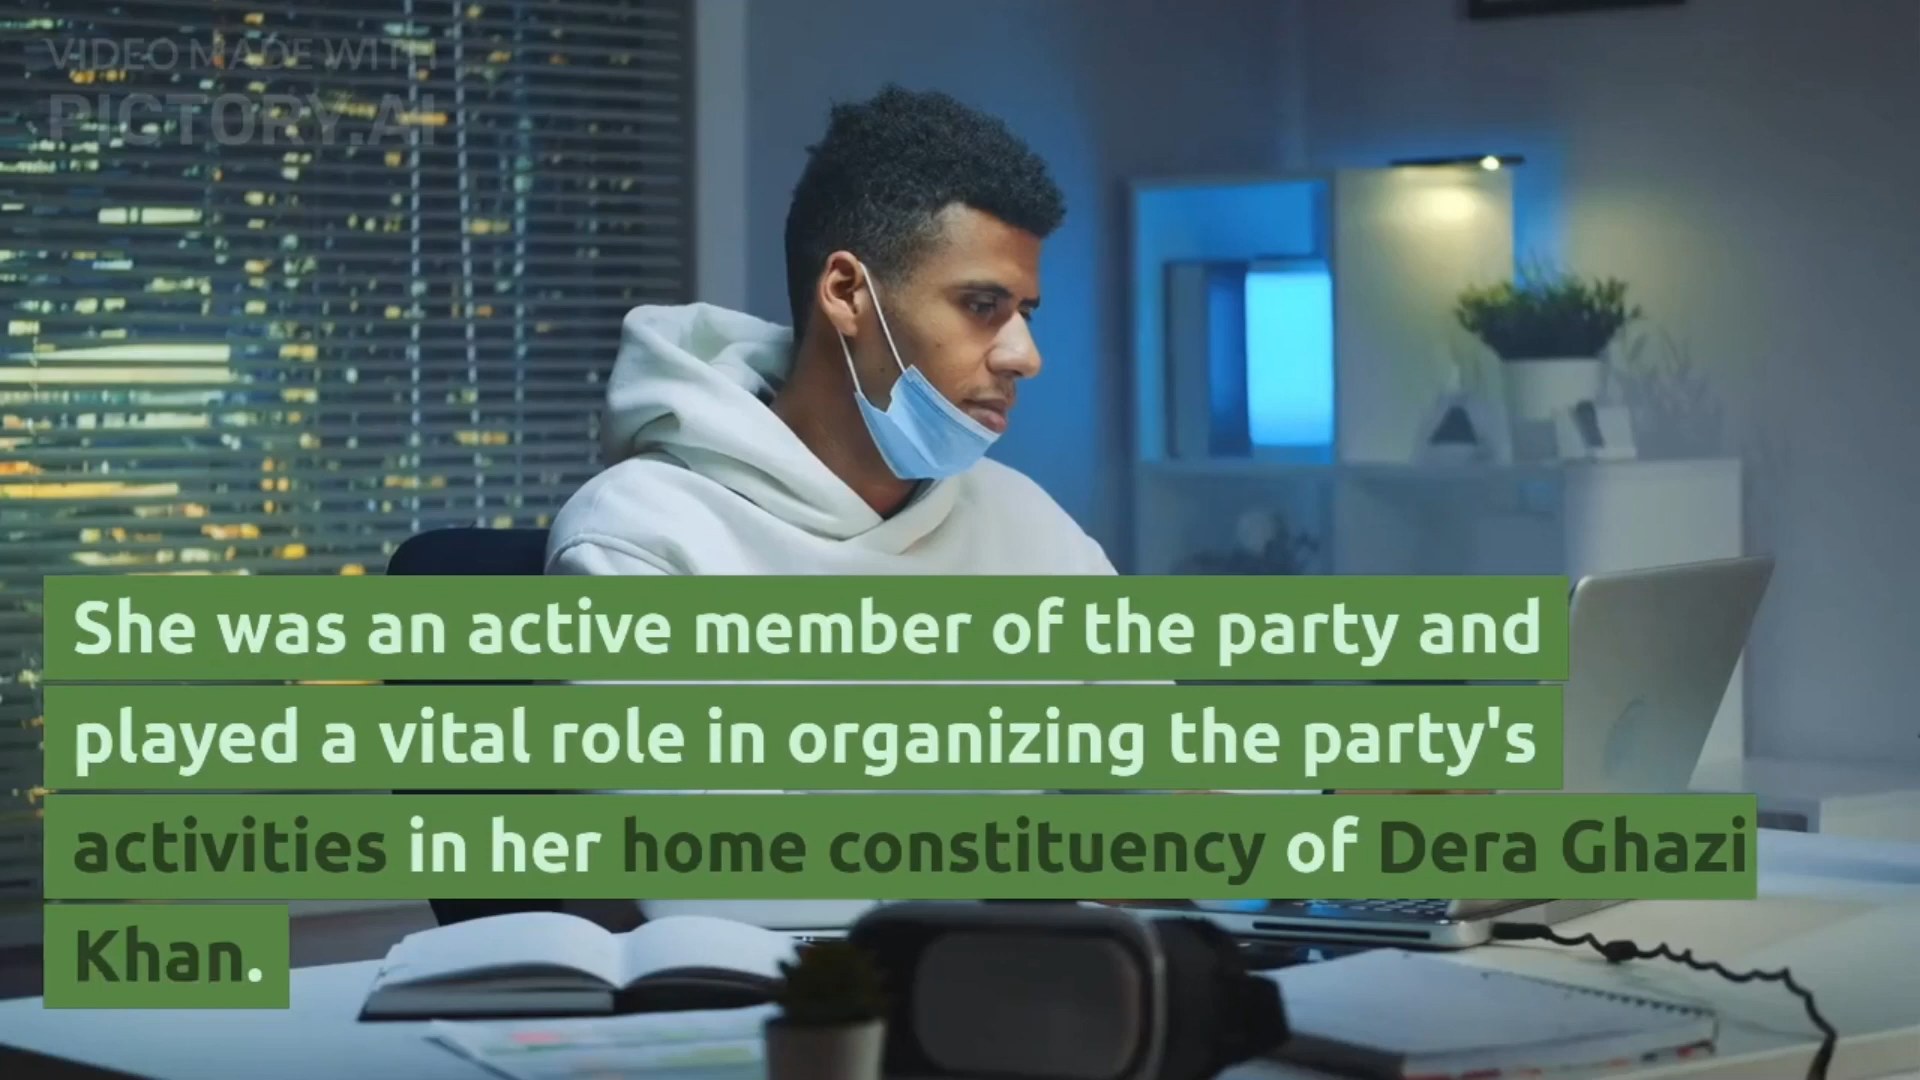 VIDEO MADE WITH
PICTORY.AI
She was an active member of the party and
played a vital role in organizing the party's
activities in her home constituency of Dera Ghazi
Khan.